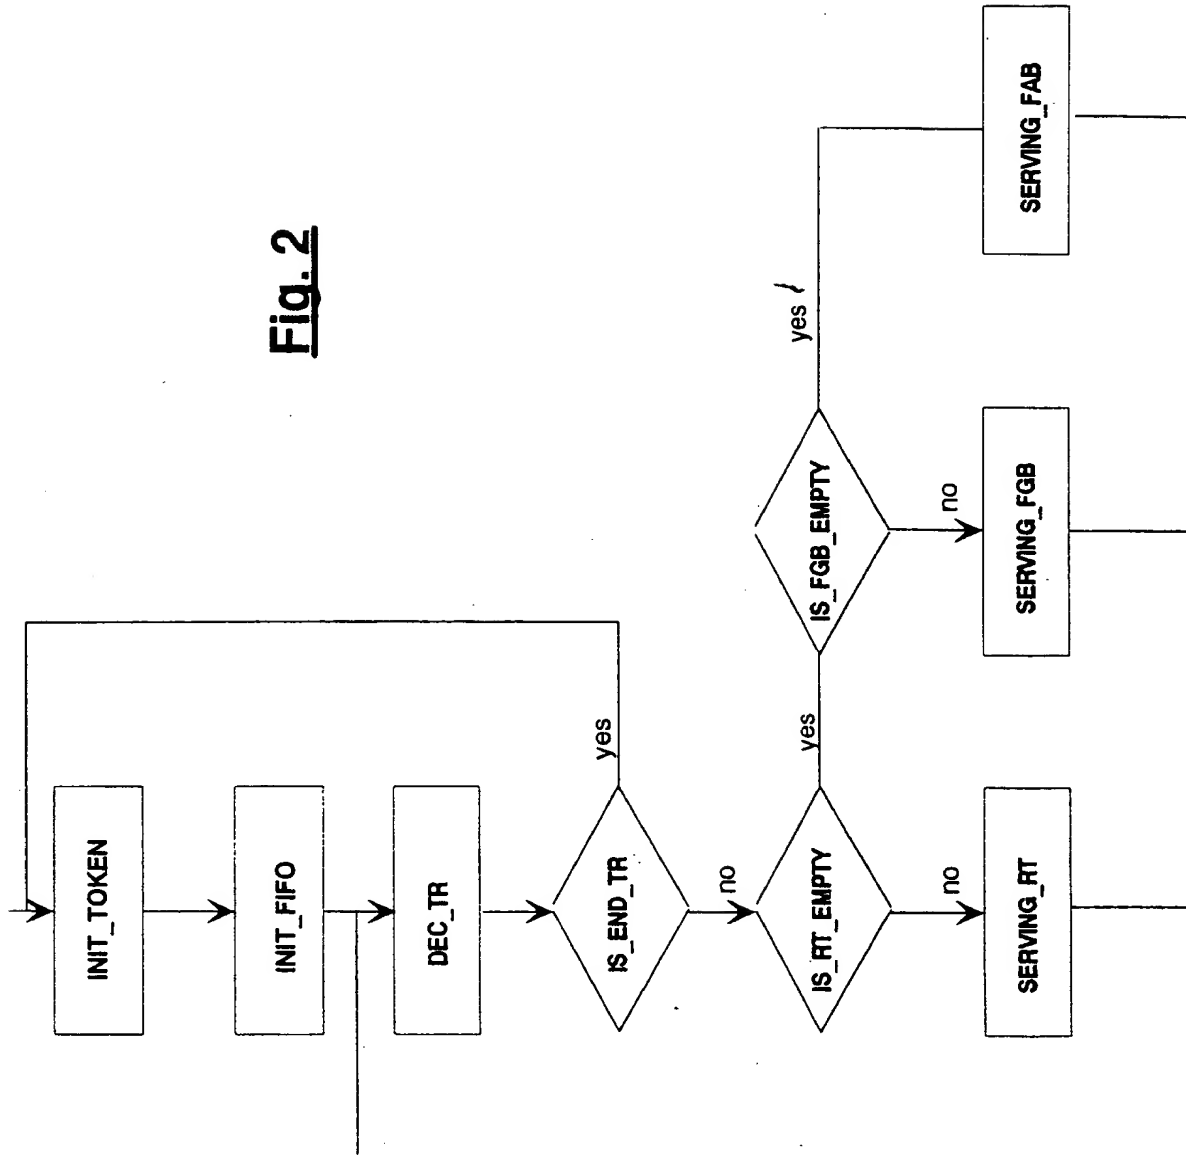 Fig. 2
INIT_TOKEN
INIT_FIFO
DEC_TR
IS_END_TR
yes
no
IS_RT_EMPTY
yes
no
IS_FGB_EMPTY
yes
no
SERVING_RT
SERVING_FGB
SERVING_FAB